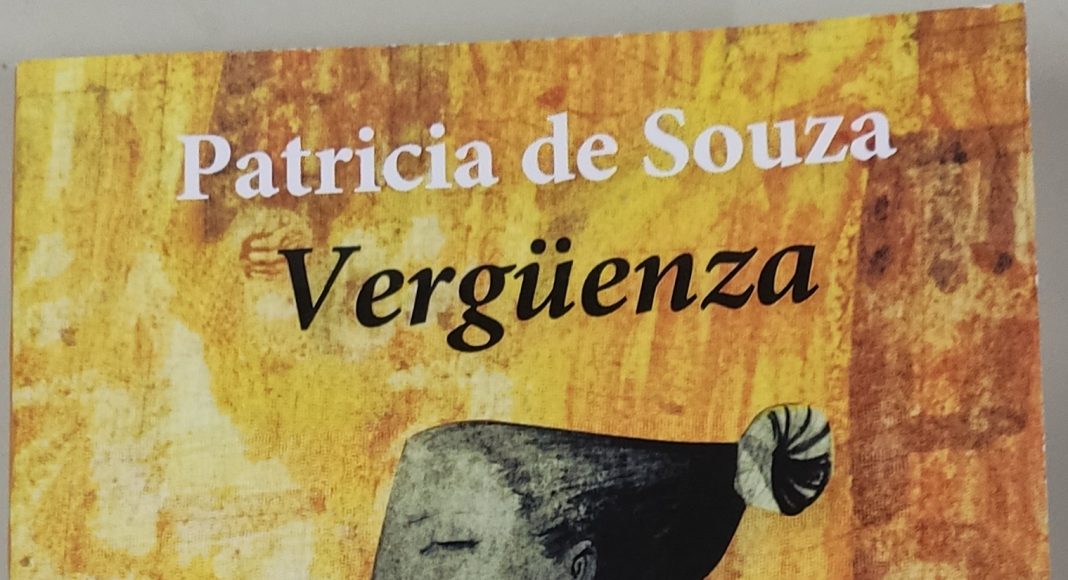 Patricia de Souza
Vergüenza